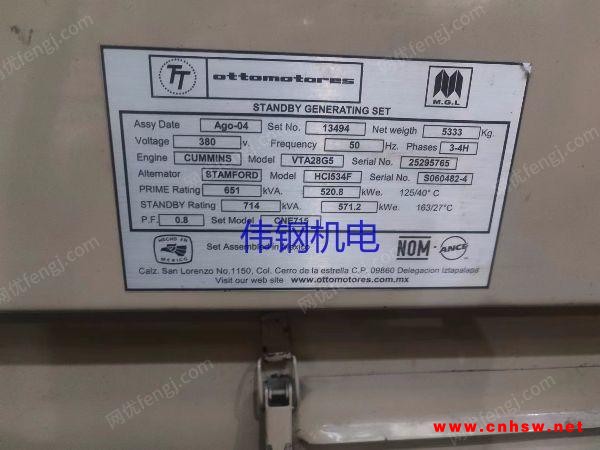 TT ottomotores M.G.L
STANDBY GENERATING SET
Assy Date Ago-04 Set No. 13494 Net weigth 5333 Kg.
Voltage 380 v. Frequency 50 Hz. Phases 3-4H
Engine CUMMINS Model VTA28G5 Serial No. 25295765
Alternator STAMFORD Model HCI534F Serial No. S060482-4
PRIME Rating 651 kVA. 520.8 kWe. 125/40° C
STANDBY Rating 714 kVA. 571.2 kWe. 163/27°C
P.F. 0.8 Set Model CNE715
伟钢机电
HECHO EN MEXICO Set Assembled in Mexico NOM-ANCE
Calz. San Lorenzo No.1150, Col. Cerro de la estrella C.P. 09860 Delegacion Iztapalapa
Visit our web site www.ottomotores.com.mx
www.cnhsw.net
网优fengj.com